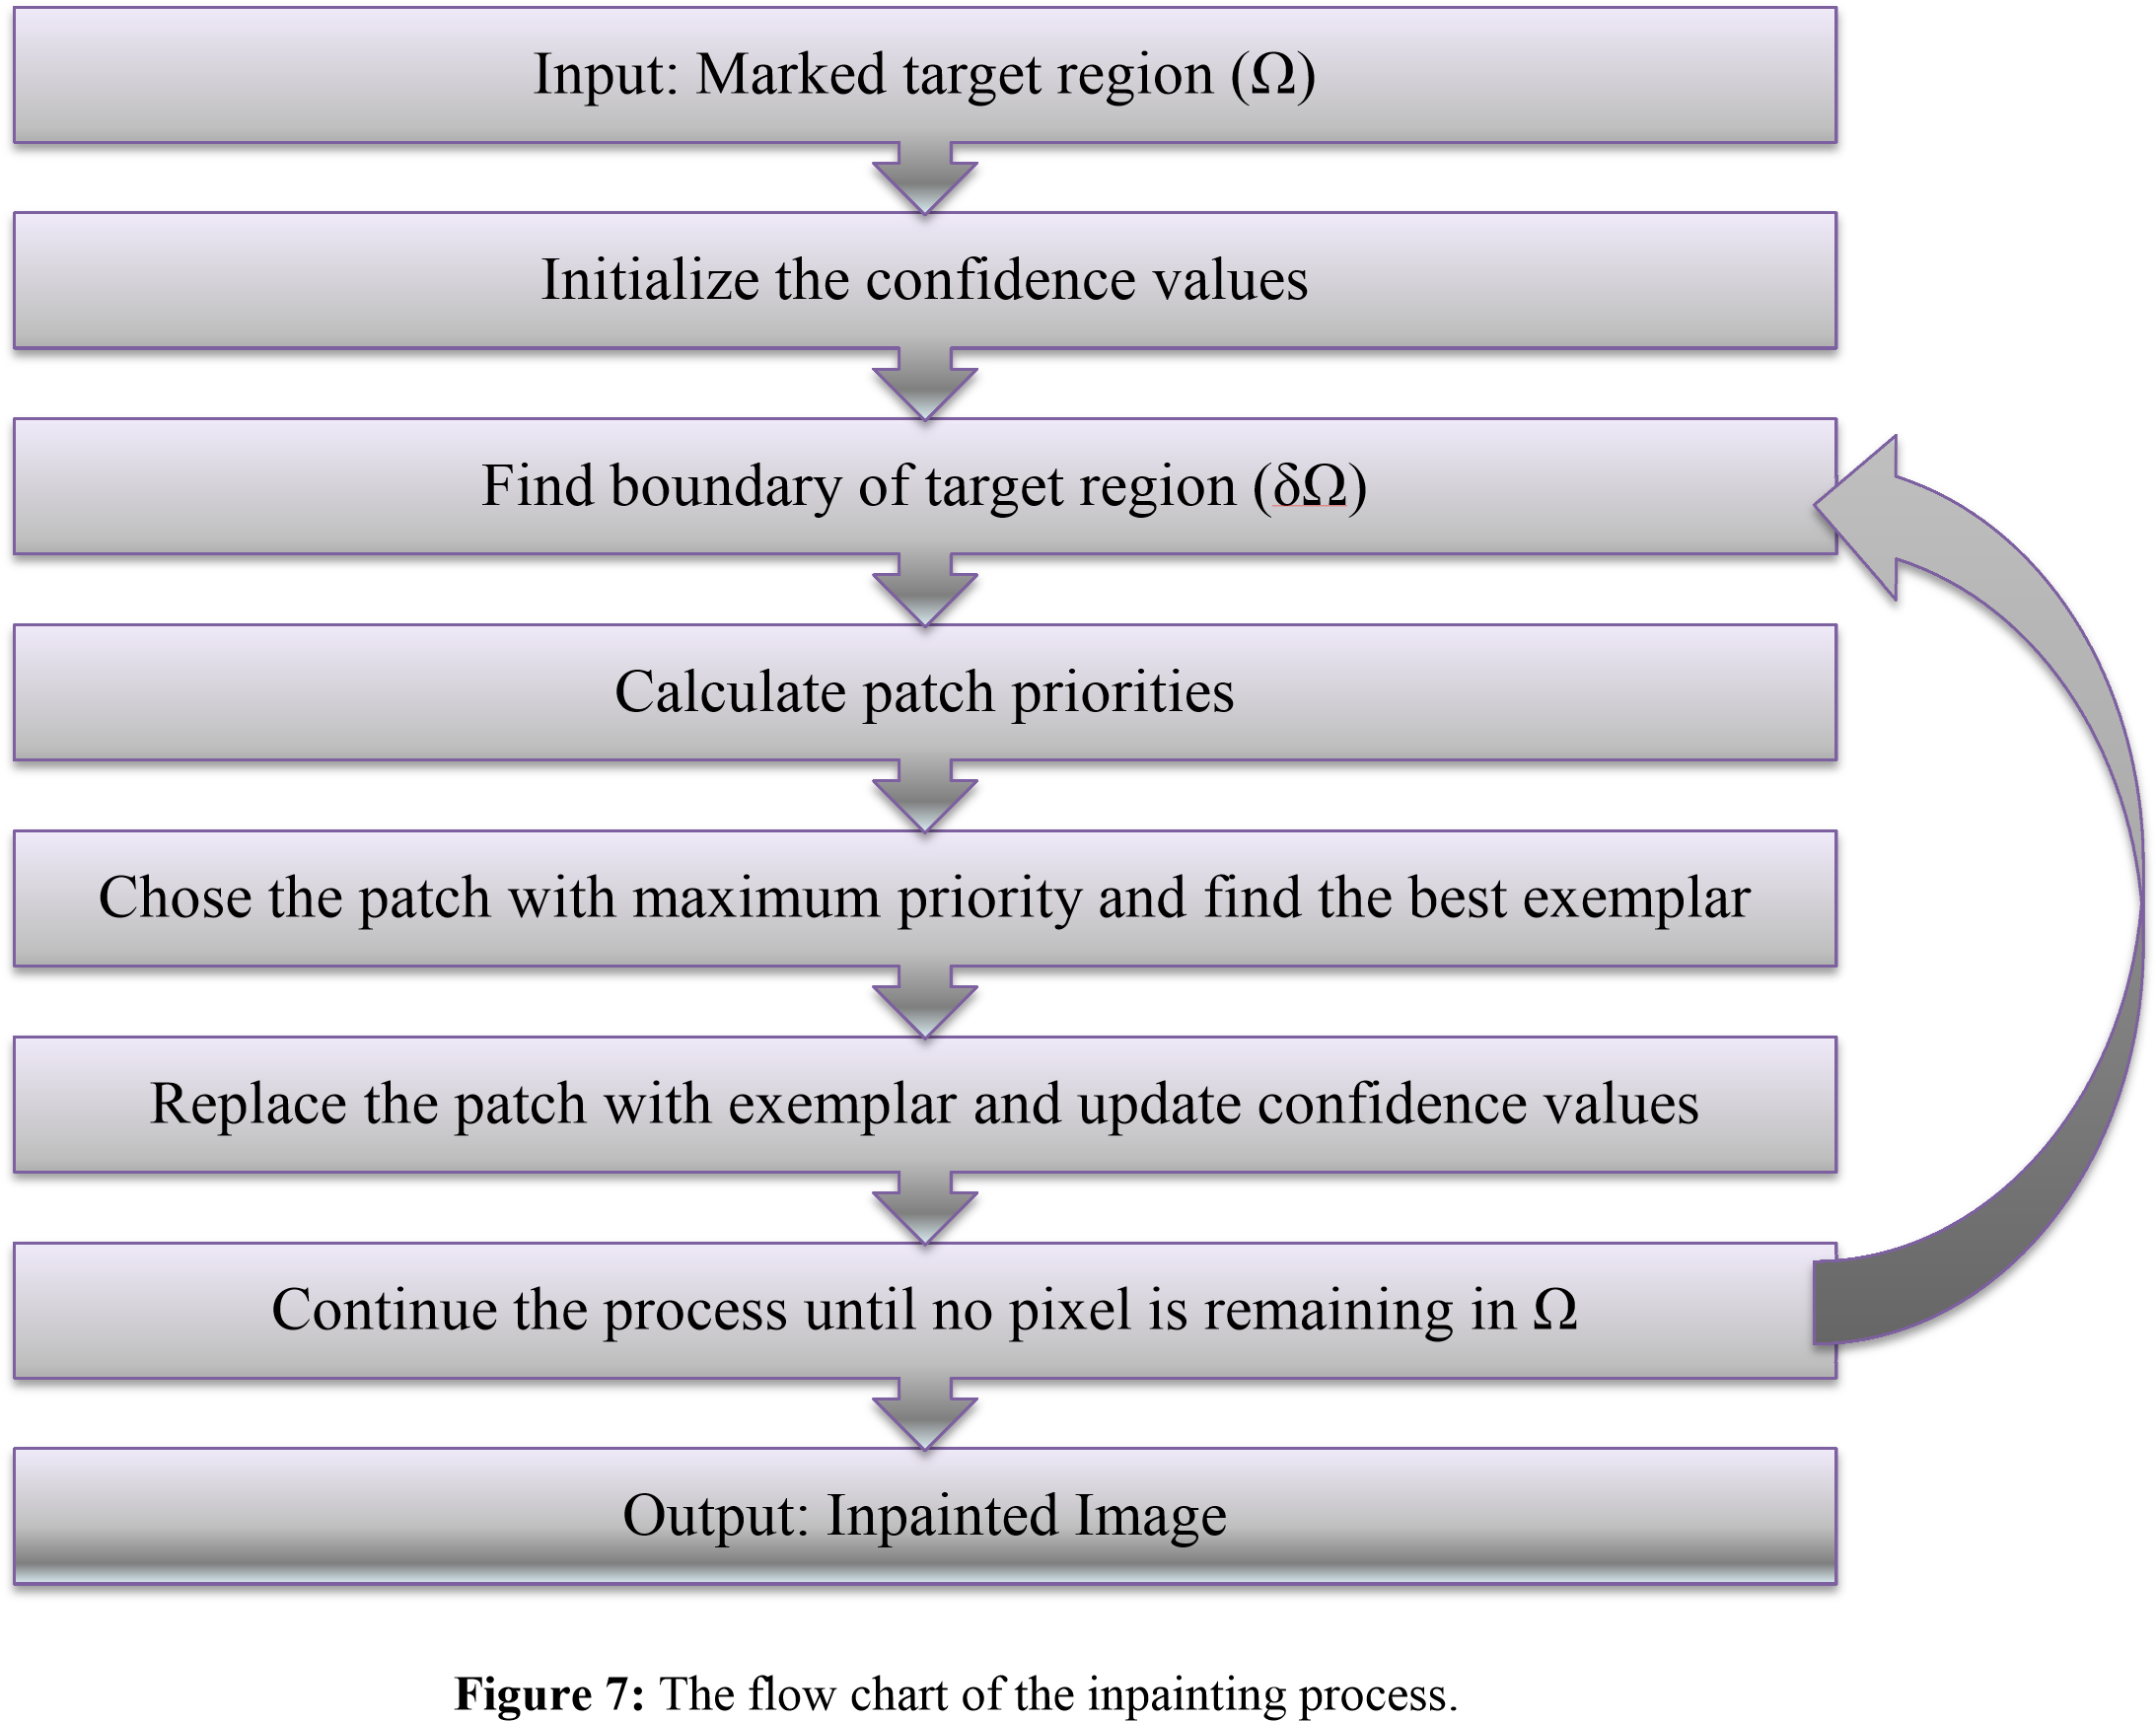 Input: Marked target region (Ω)
Initialize the confidence values
Find boundary of target region (δΩ)
Calculate patch priorities
Chose the patch with maximum priority and find the best exemplar
Replace the patch with exemplar and update confidence values
Continue the process until no pixel is remaining in Ω
Output: Inpainted Image
Figure 7: The flow chart of the inpainting process.